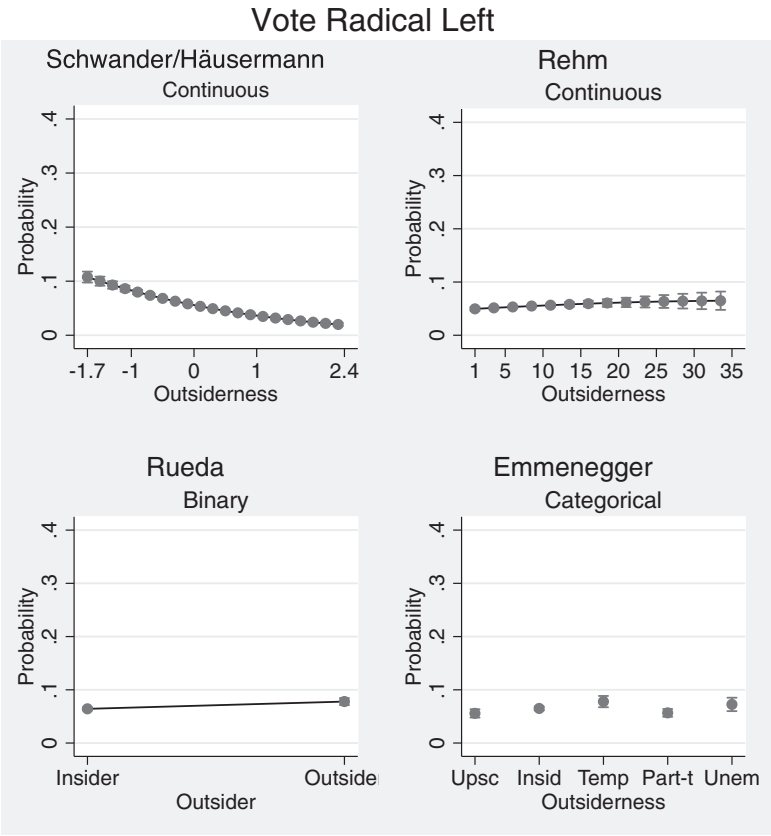 Vote Radical Left
Schwander/Häusermann
Continuous
Probability
.4
.3
.2
.1
0
-1.7 -1 0 1 2.4
Outsiderness
Rehm
Continuous
Probability
.4
.3
.2
.1
0
1 5 10 15 20 25 30 35
Outsiderness
Rueda
Binary
Probability
.4
.3
.2
.1
0
Insider Outside
Outsider
Emmenegger
Categorical
Probability
.4
.3
.2
.1
0
Upsc Insid Temp Part-t Unem
Outsiderness